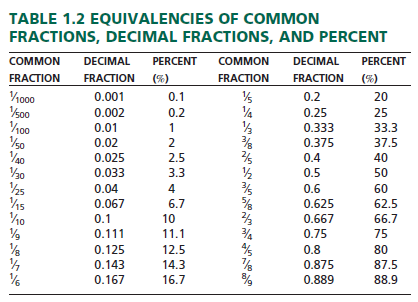 TABLE 1.2 EQUIVALENCIES OF COMMON
FRACTIONS, DECIMAL FRACTIONS, AND PERCENT
COMMON DECIMAL PERCENT COMMON DECIMAL PERCENT
FRACTION FRACTION (%) FRACTION FRACTION (%)
1/1000 0.001 0.1 1/5 0.2 20
1/500 0.002 0.2 1/4 0.25 25
1/100 0.01 1 1/3 0.333 33.3
1/50 0.02 2 3/8 0.375 37.5
1/40 0.025 2.5 2/5 0.4 40
1/30 0.033 3.3 1/2 0.5 50
1/25 0.04 4 3/5 0.6 60
1/15 0.067 6.7 5/8 0.625 62.5
1/10 0.1 10 2/3 0.667 66.7
1/9 0.111 11.1 3/4 0.75 75
1/8 0.125 12.5 4/5 0.8 80
1/7 0.143 14.3 7/8 0.875 87.5
1/6 0.167 16.7 8/9 0.889 88.9